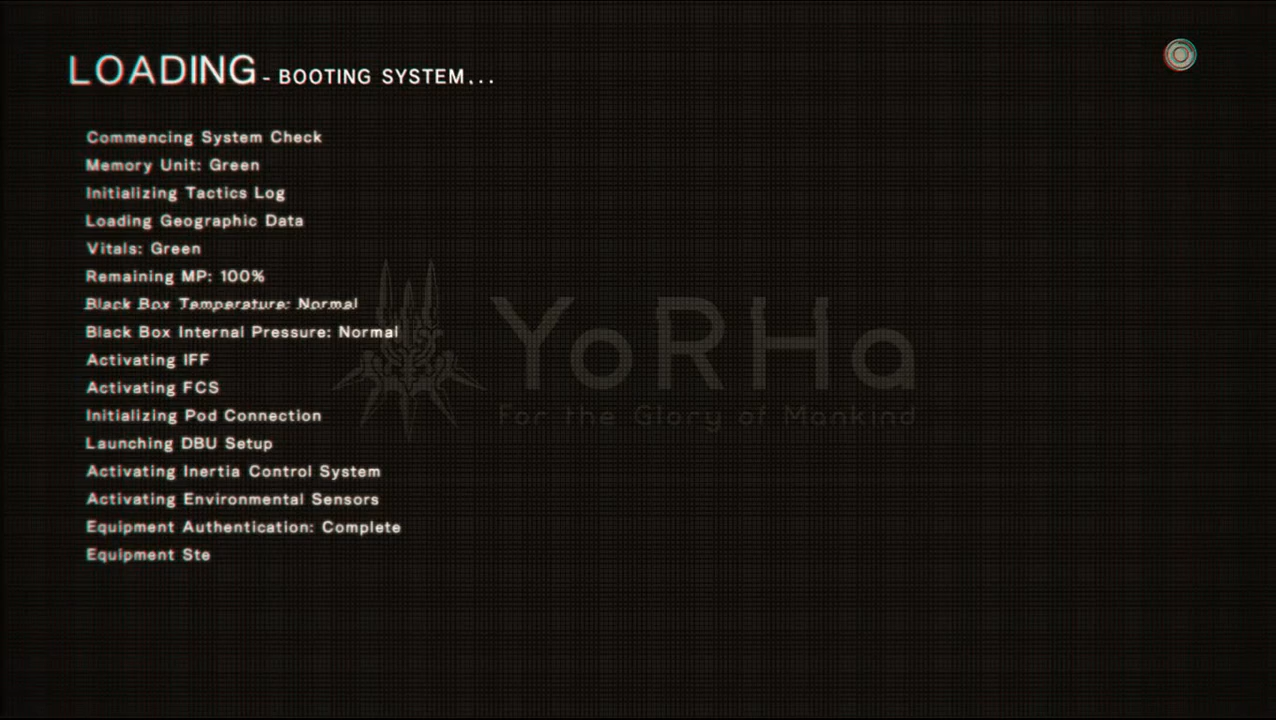 LOADING - BOOTING SYSTEM...
Commencing System Check
Memory Unit: Green
Initializing Tactics Log
Loading Geographic Data
Vitals: Green
Remaining MP: 100%
Black Box Temperature: Normal
Black Box Internal Pressure: Normal
Activating IFF
Activating FCS
Initializing Pod Connection
Launching DBU Setup
Activating Inertia Control System
Activating Environmental Sensors
Equipment Authentication: Complete
Equipment Ste
YoRHa
For the Glory of Mankind